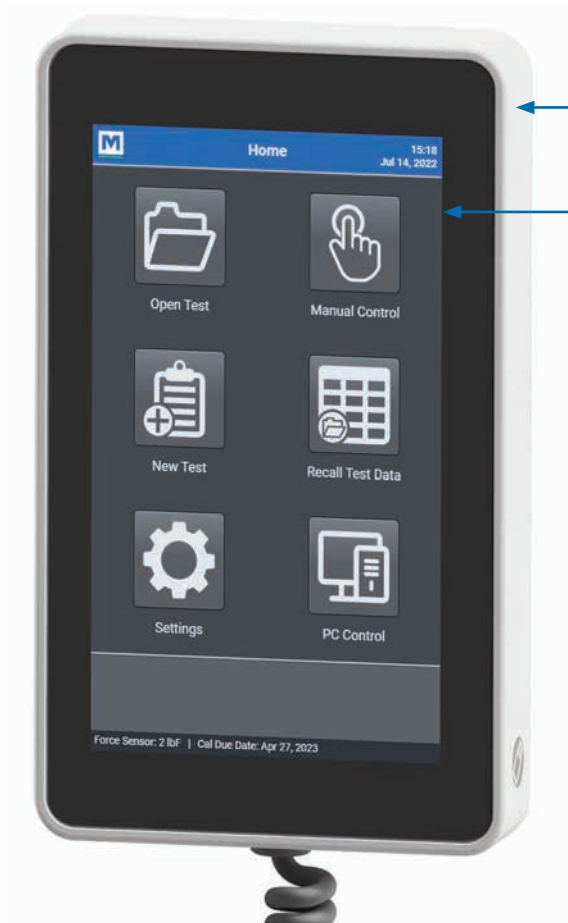 M
Home
15:18
Jul 14, 2022
Open Test
Manual Control
New Test
Recall Test Data
Settings
PC Control
Force Sensor: 2 lbF | Cal Due Date: Apr 27, 2023